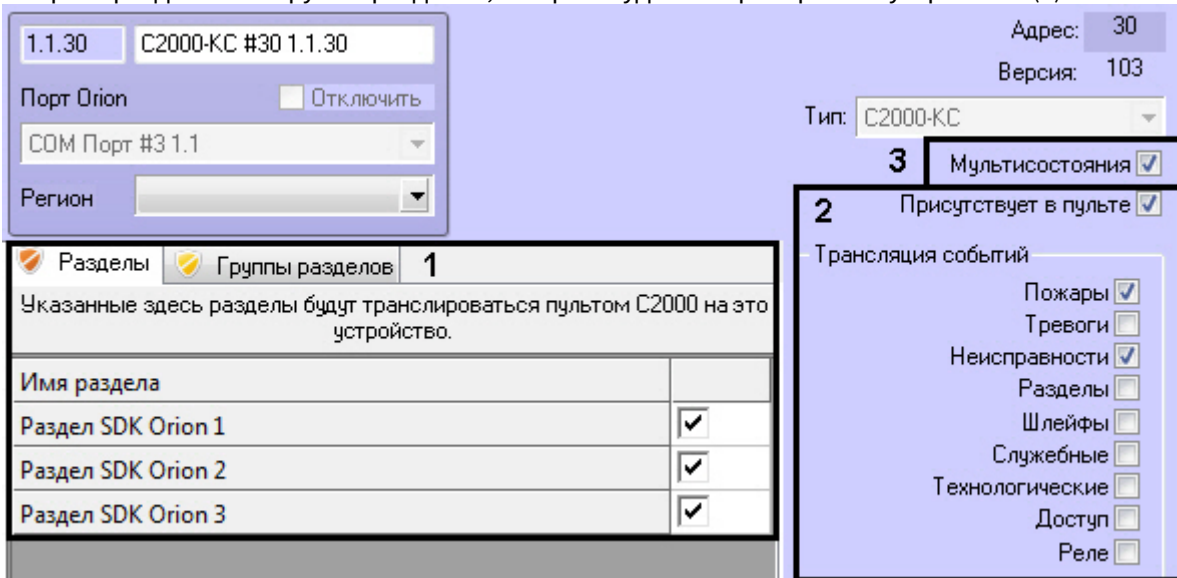 1.1.30 С2000-КС #30 1.1.30
Порт Orion Отключить
COM Порт #3 1.1
Регион
Адрес: 30
Версия: 103
Тип: С2000-КС
3 Мультисостояния
2 Присутствует в пульте
Трансляция событий
Пожары
Тревоги
Неисправности
Разделы
Шлейфы
Служебные
Технологические
Доступ
Реле
Разделы Группы разделов 1
Указанные здесь разделы будут транслироваться пультом С2000 на это
устройство.
Имя раздела
Раздел SDK Orion 1
Раздел SDK Orion 2
Раздел SDK Orion 3